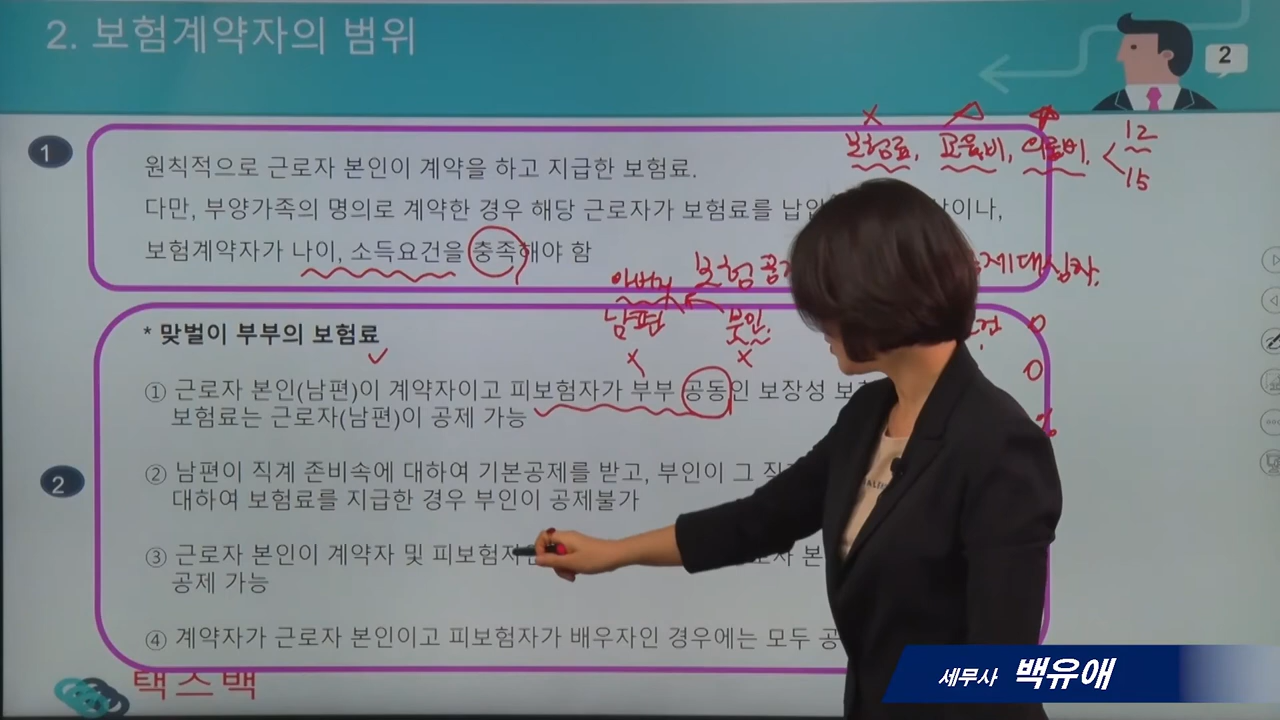 2. 보험계약자의 범위
2
1
원칙적으로 근로자 본인이 계약을 하고 지급한 보험료.
다만, 부양가족의 명의로 계약한 경우 해당 근로자가 보험료를 납입
보험계약자가 나이, 소득요건을 충족해야 함
보험료, 교육비, 의료비
12
15
아버지
보험
남편
부인
2
* 맞벌이 부부의 보험료
① 근로자 본인(남편)이 계약자이고 피보험자가 부부 공동인 보장성
보험료는 근로자(남편)이 공제 가능
② 남편이 직계 존비속에 대하여 기본공제를 받고, 부인이 그
대하여 보험료를 지급한 경우 부인이 공제불가
③ 근로자 본인이 계약자 및 피보험자
공제 가능
④ 계약자가 근로자 본인이고 피보험자가 배우자인 경우에는 모두
택스백
세무사 백유애